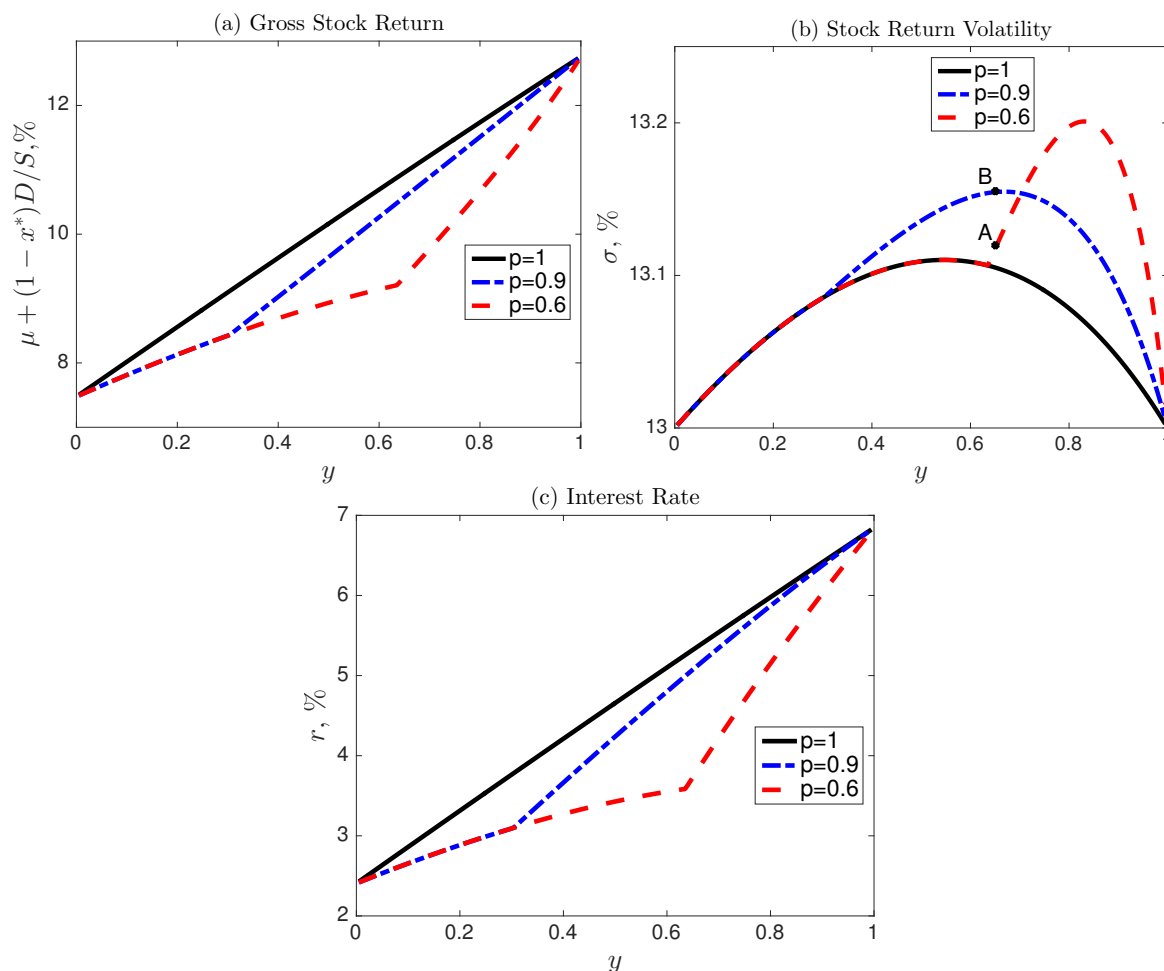 (a) Gross Stock Return
μ + (1 − x*)D/S,%
12
10
8
0
0.2
0.4
0.6
0.8
1
y
p=1
p=0.9
p=0.6
(b) Stock Return Volatility
σ, %
13.2
13.1
13
0
0.2
0.4
0.6
0.8
1
y
p=1
p=0.9
p=0.6
B
A
(c) Interest Rate
r, %
7
6
5
4
3
2
0
0.2
0.4
0.6
0.8
1
y
p=1
p=0.9
p=0.6